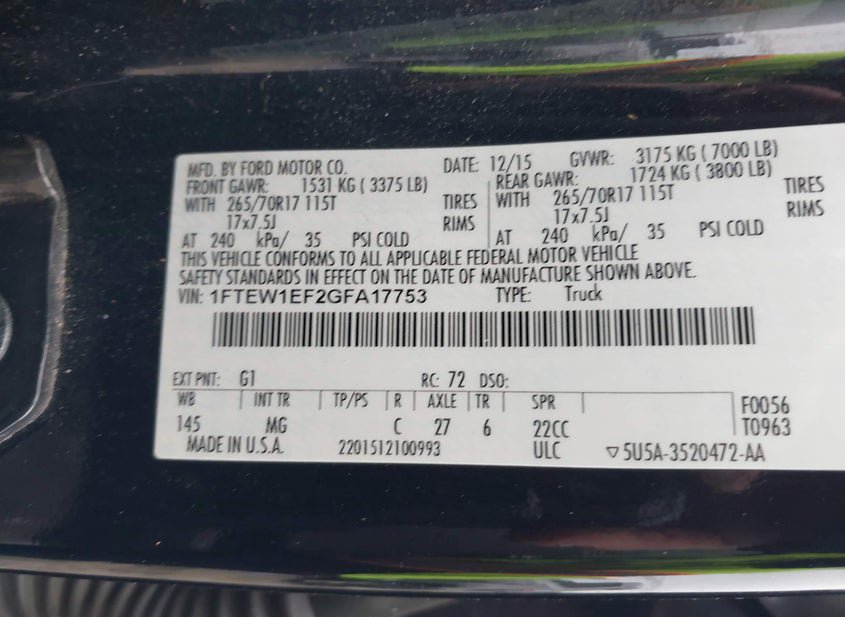 MFD. BY FORD MOTOR CO. DATE: 12/15 GVWR: 3175 KG ( 7000 LB)
FRONT GAWR: 1531 KG ( 3375 LB) REAR GAWR: 1724 KG ( 3800 LB)
WITH 265/70R17 115T TIRES WITH 265/70R17 115T TIRES
17x7.5J RIMS 17x7.5J RIMS
AT 240 kPa/ 35 PSI COLD AT 240 kPa/ 35 PSI COLD
THIS VEHICLE CONFORMS TO ALL APPLICABLE FEDERAL MOTOR VEHICLE
SAFETY STANDARDS IN EFFECT ON THE DATE OF MANUFACTURE SHOWN ABOVE.
VIN: 1FTEW1EF2GFA17753 TYPE: Truck
EXT PNT: G1 RC: 72 DSO:
WB INT TR TP/PS R AXLE TR SPR F0056
145 MG C 27 6 22CC T0963
MADE IN U.S.A. 2201512100993 ULC ▽5U5A-3520472-AA